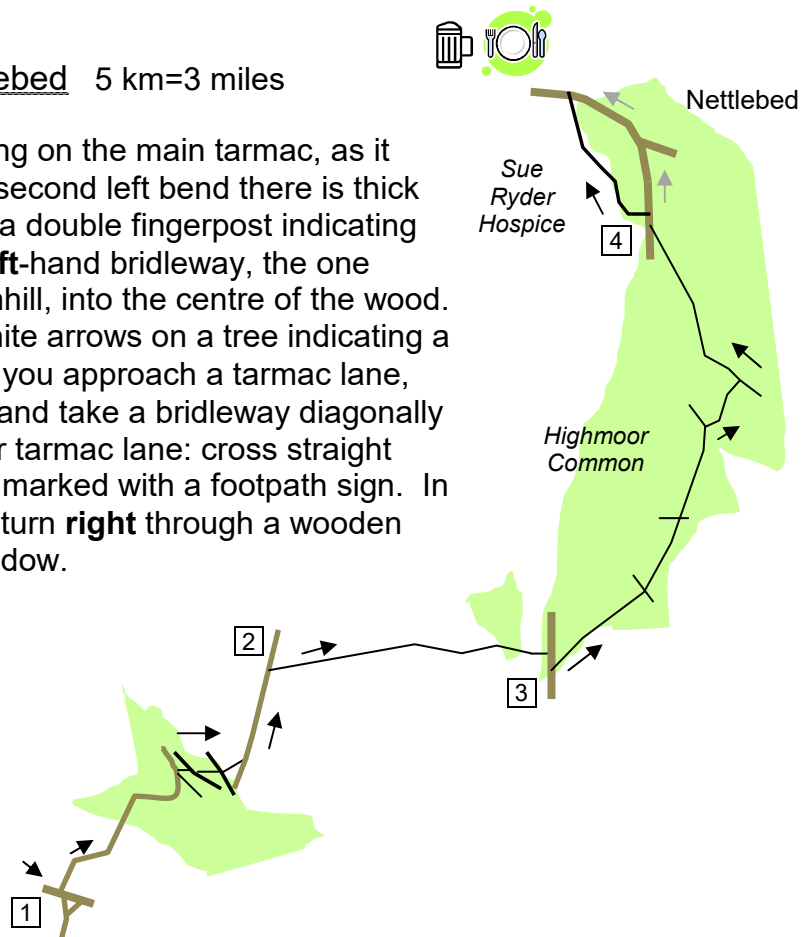 ebed 5 km=3 miles
ng on the main tarmac, as it
second left bend there is thick
a double fingerpost indicating
ft-hand bridleway, the one
nhill, into the centre of the wood.
ite arrows on a tree indicating a
you approach a tarmac lane,
and take a bridleway diagonally
r tarmac lane: cross straight
marked with a footpath sign. In
turn right through a wooden
dow.
Nettlebed
Sue
Ryder
Hospice
4
Highmoor
Common
2
3
1